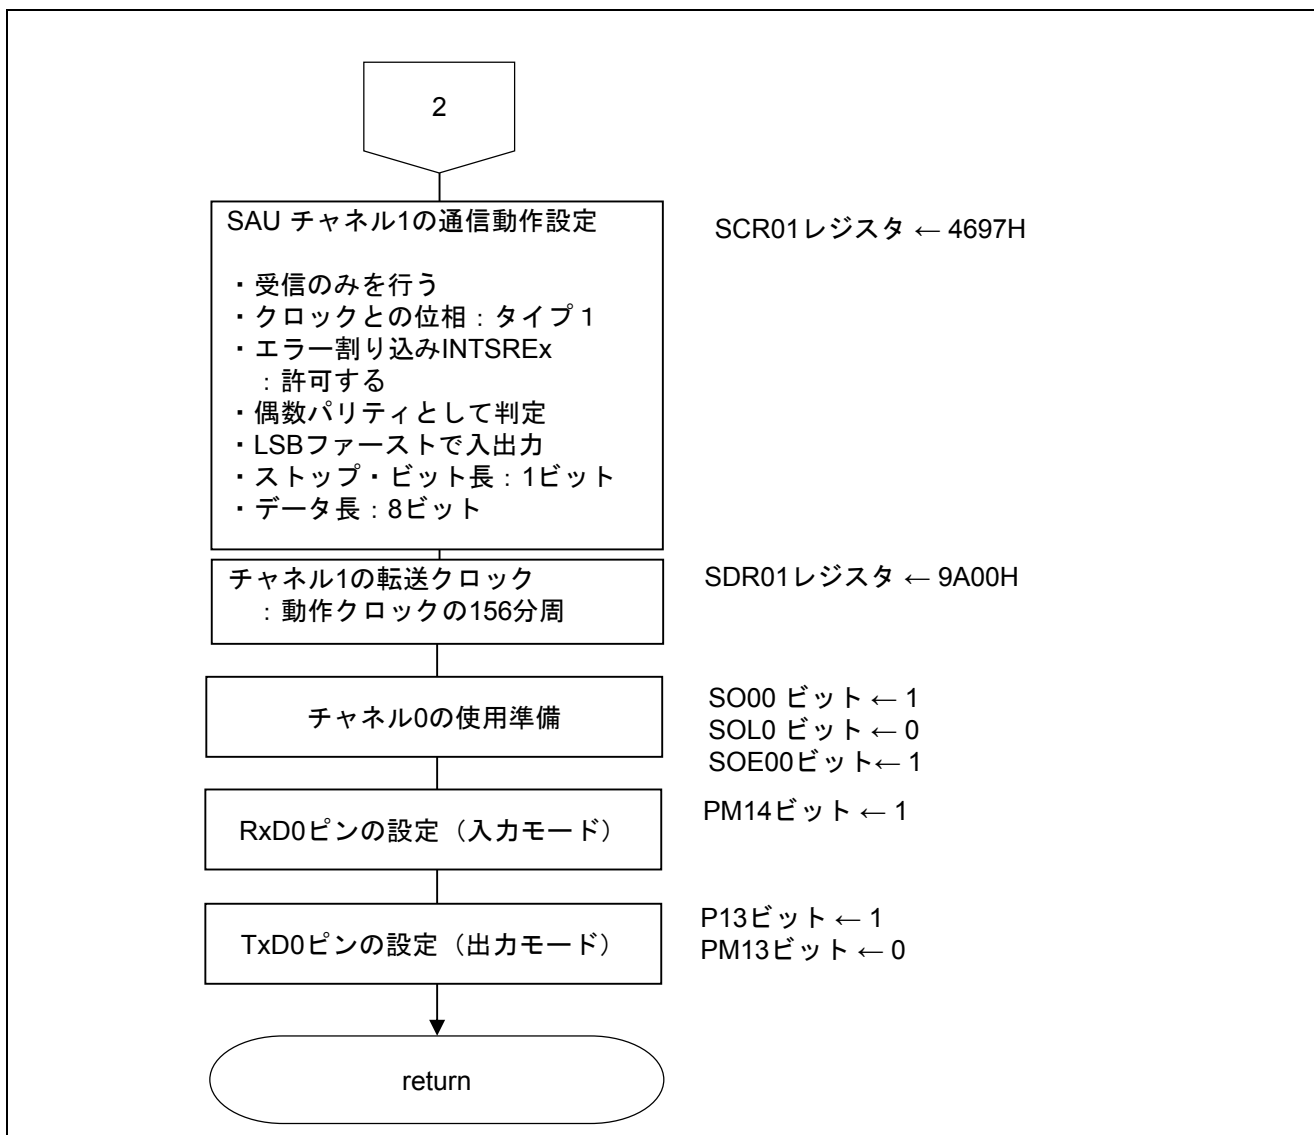 2
SAU チャネル1の通信動作設定
SCR01レジスタ ← 4697H
・受信のみを行う
・クロックとの位相：タイプ１
・エラー割り込みINTSREx
：許可する
・偶数パリティとして判定
・LSBファーストで入出力
・ストップ・ビット長：1ビット
・データ長：8ビット
チャネル1の転送クロック
：動作クロックの156分周
SDR01レジスタ ← 9A00H
チャネル0の使用準備
SO00 ビット ← 1
SOL0 ビット ← 0
SOE00ビット← 1
RxD0ピンの設定（入力モード）
PM14ビット ← 1
TxD0ピンの設定（出力モード）
P13ビット ← 1
PM13ビット ← 0
return